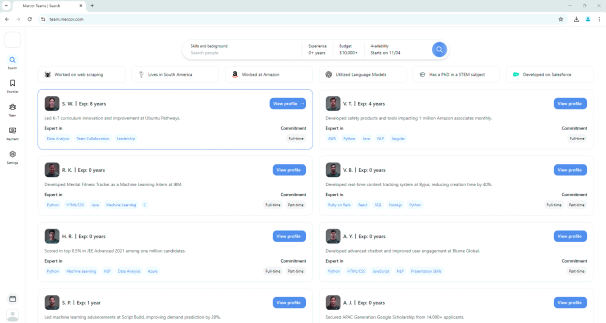 Mercor Teams | Search
team.mercor.com
Skills and background
Search people
Experience
0+ years
Budget
$10,000+
Availability
Starts on 11/04
Worked on web scraping
Lives in South America
Worked at Amazon
Utilized Language Models
Has a PhD in a STEM subject
Developed on Salesforce
Search
Shortlist
Team
Payment
Settings
S. W. | Exp: 8 years
View profile
Led K-T curriculum innovation and improvement at Ubuntu Pathways.
Expert in
Commitment
Data Analysis Team Collaboration Leadership
Full-time
V. T. | Exp: 4 years
View profile
Developed safety products and tools impacting 1 million Amazon associates monthly.
Expert in
Commitment
AWS Python Java NLP Angular
Full-time
R. K. | Exp: 0 years
View profile
Developed Mental Fitness Tracker as a Machine Learning Intern at IBM.
Expert in
Commitment
Python HTML/CSS Java Machine Learning C
Full-time Part-time
V. B. | Exp: 0 years
View profile
Developed real-time content tracking system at Byjus, reducing creation time by 40%.
Expert in
Commitment
Ruby on Rails React SQL Nodejs Python
Full-time Part-time
H. R. | Exp: 0 years
View profile
Scored in top 0.5% in JEE Advanced 2021 among one million candidates.
Expert in
Commitment
Python Machine Learning NLP Data Analysis Azure
Full-time Part-time
A. Y. | Exp: 0 years
View profile
Developed advanced chatbot and improved user engagement at Blume Global.
Expert in
Commitment
Python HTML/CSS JavaScript NLP Presentation Skills
Part-time
S. P. | Exp: 1 year
View profile
Led machine learning advancements at Script Build, improving demand prediction by 20%.
A. J. | Exp: 0 years
View profile
Secured APAC Generation Google Scholarship from 14,000+ applicants.